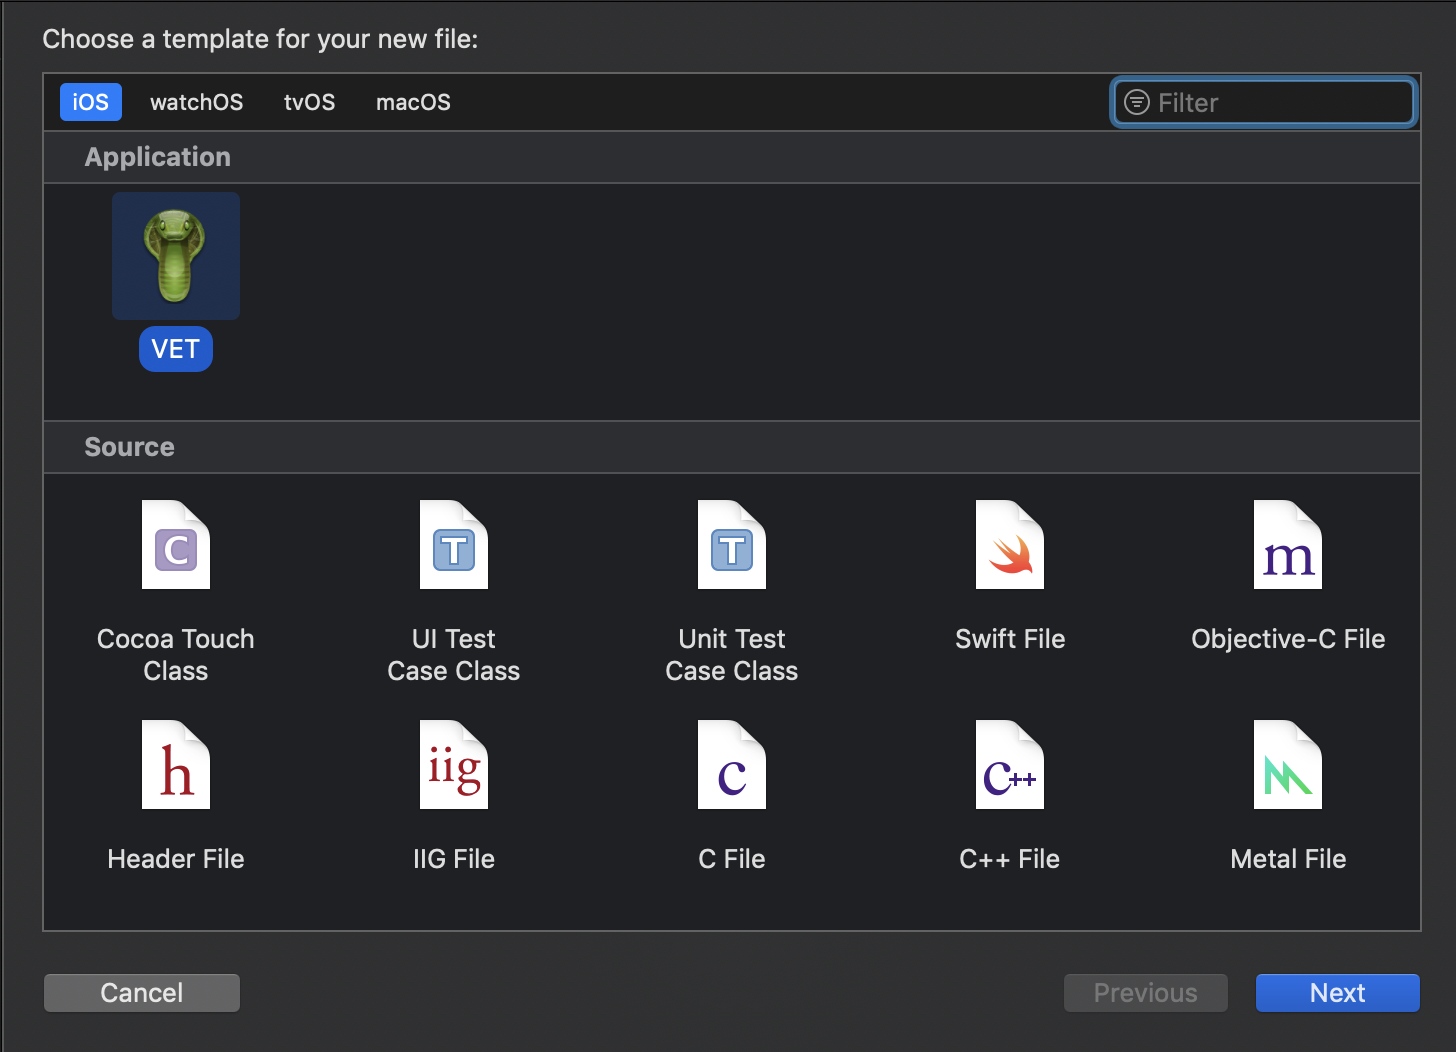 Choose a template for your new file:
iOS watchOS tvOS macOS Filter
Application
VET
Source
C T T m
Cocoa Touch Class
UI Test Case Class
Unit Test Case Class
Swift File
Objective-C File
h iig c c++
Header File
IIG File
C File
C++ File
Metal File
Cancel Previous Next